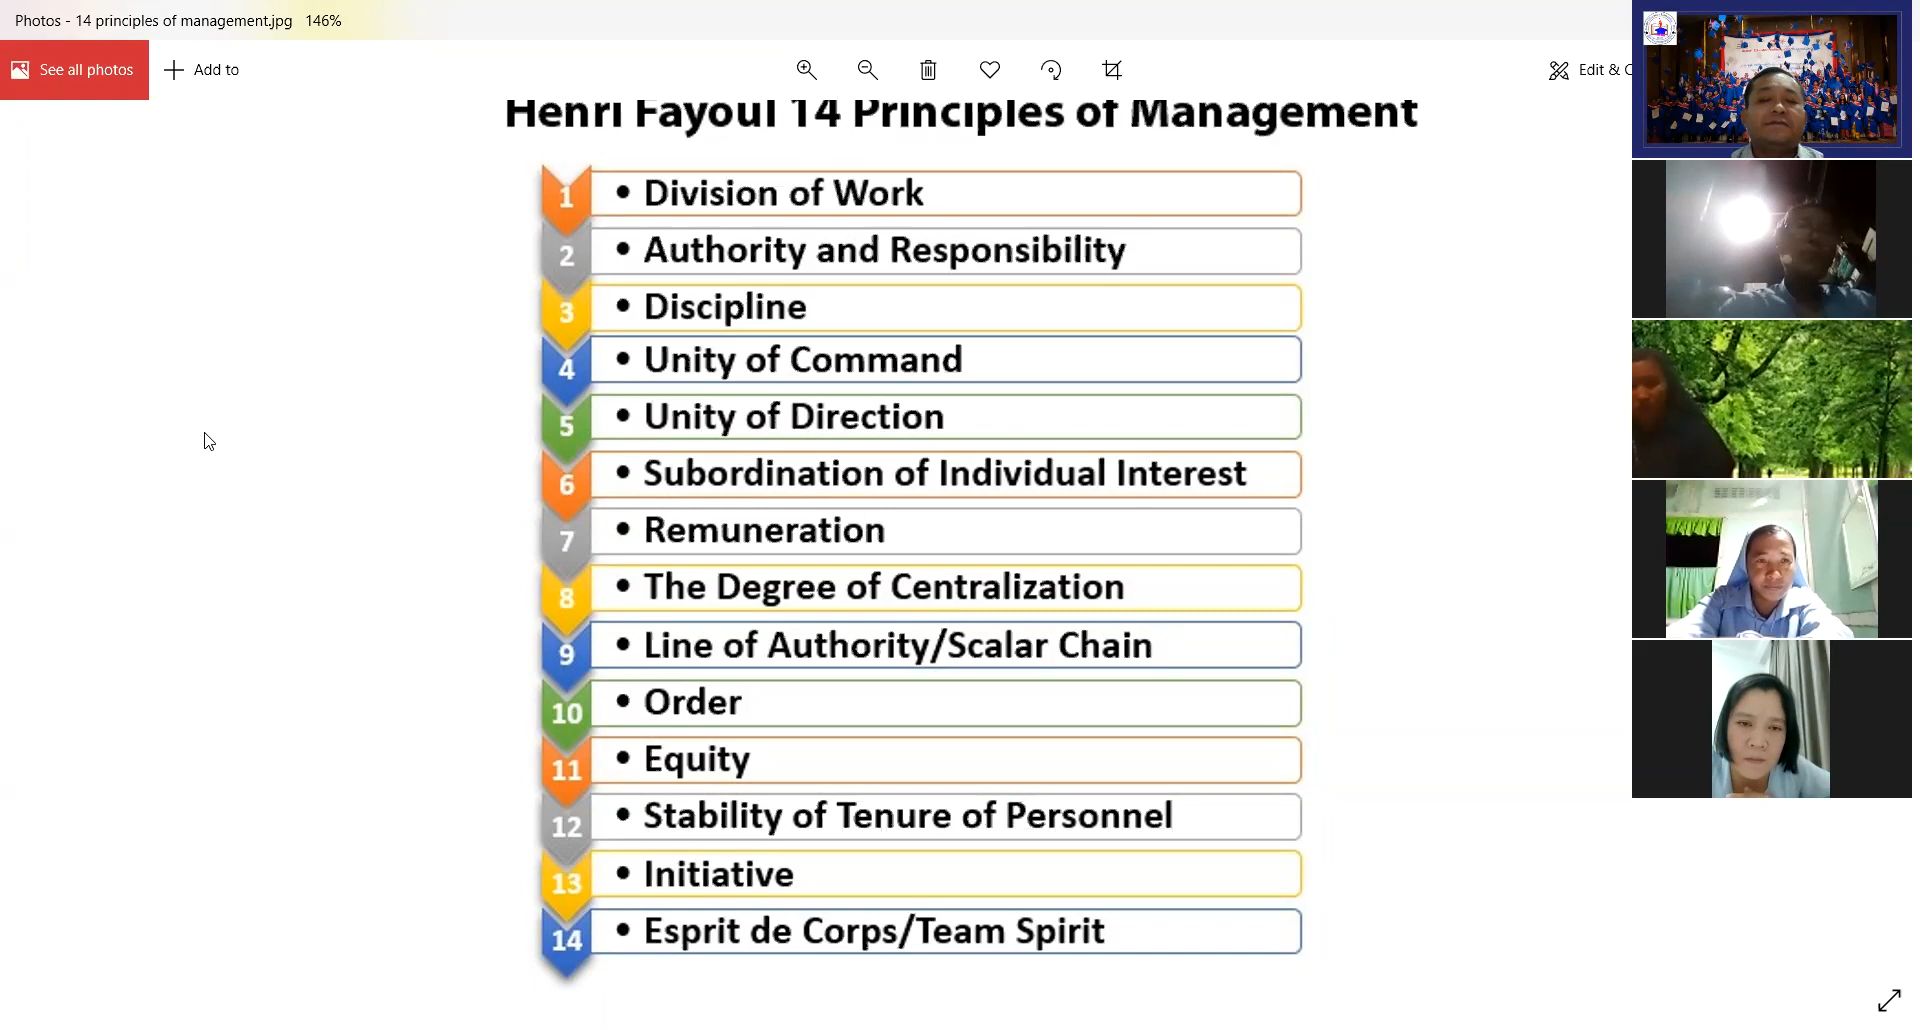 Photos - 14 principles of management.jpg 146%
See all photos
Add to
Edit & C
Henri Fayoul 14 Principles of Management
1 • Division of Work
2 • Authority and Responsibility
3 • Discipline
4 • Unity of Command
5 • Unity of Direction
6 • Subordination of Individual Interest
7 • Remuneration
8 • The Degree of Centralization
9 • Line of Authority/Scalar Chain
10 • Order
11 • Equity
12 • Stability of Tenure of Personnel
13 • Initiative
14 • Esprit de Corps/Team Spirit